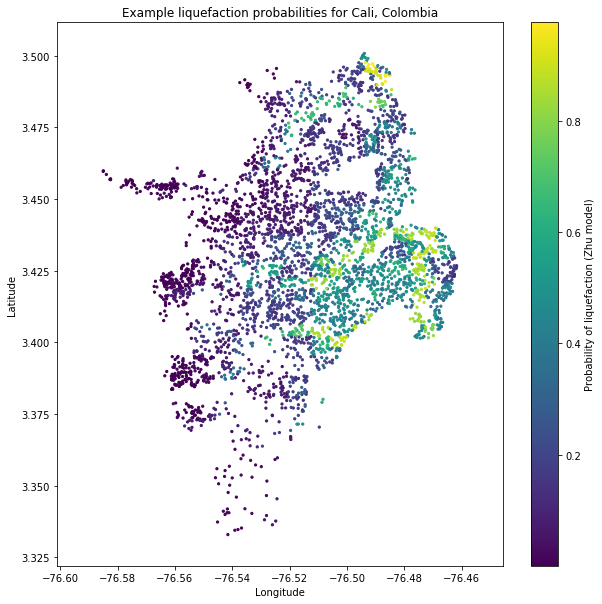 Example liquefaction probabilities for Cali, Colombia
3.500
3.475
3.450
3.425
3.400
3.375
3.350
3.325
Latitude
−76.60 −76.58 −76.56 −76.54 −76.52 −76.50 −76.48 −76.46
Longitude
0.8
0.6
0.4
0.2
Probability of liquefaction (Zhu model)